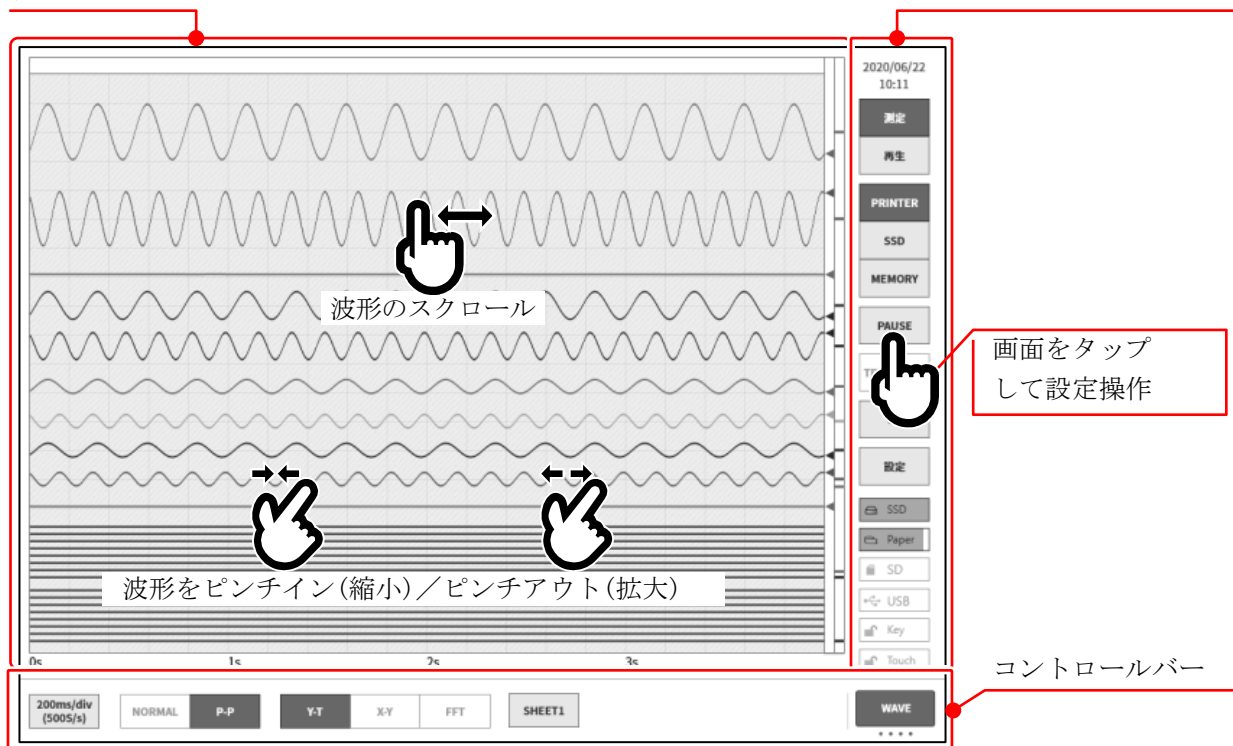 2020/06/22
10:11
測定
再生
PRINTER
SSD
MEMORY
波形のスクロール
PAUSE
画面をタップ
して設定操作
設定
SSD
Paper
SD
USB
Key
Touch
波形をピンチイン(縮小)／ピンチアウト(拡大)
0s
1s
2s
3s
コントロールバー
200ms/div
(500S/s)
NORMAL
P-P
Y-T
X-Y
FFT
SHEET1
WAVE